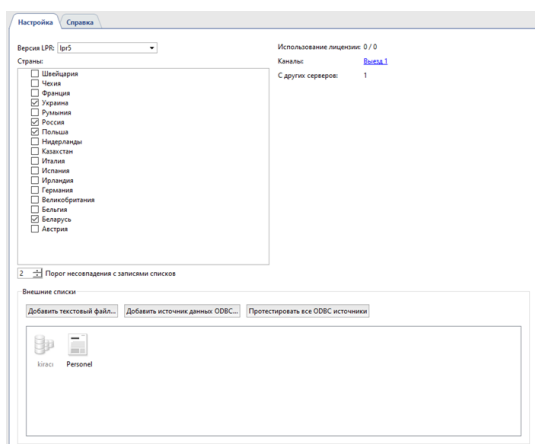 Настройка Справка
Версия LPR: lpr5
Использование лицензии: 0 / 0
Страны:
Каналы: Выезд 1
С других серверов: 1
Швейцария
Чехия
Франция
Украина
Румыния
Россия
Польша
Нидерланды
Казахстан
Италия
Испания
Ирландия
Германия
Великобритания
Бельгия
Беларусь
Австрия
2 Порог несовпадения с записями списков
Внешние списки
Добавить текстовый файл... Добавить источник данных ODBC... Протестировать все ODBC источники
kiraci Personel